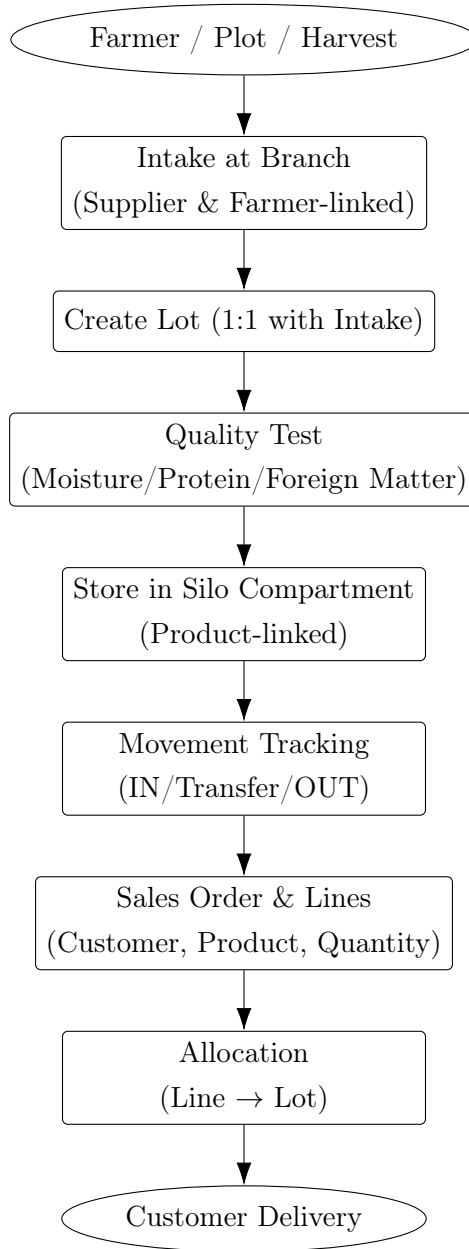 Farmer / Plot / Harvest
Intake at Branch
(Supplier & Farmer-linked)
Create Lot (1:1 with Intake)
Quality Test
(Moisture/Protein/Foreign Matter)
Store in Silo Compartment
(Product-linked)
Movement Tracking
(IN/Transfer/OUT)
Sales Order & Lines
(Customer, Product, Quantity)
Allocation
(Line → Lot)
Customer Delivery